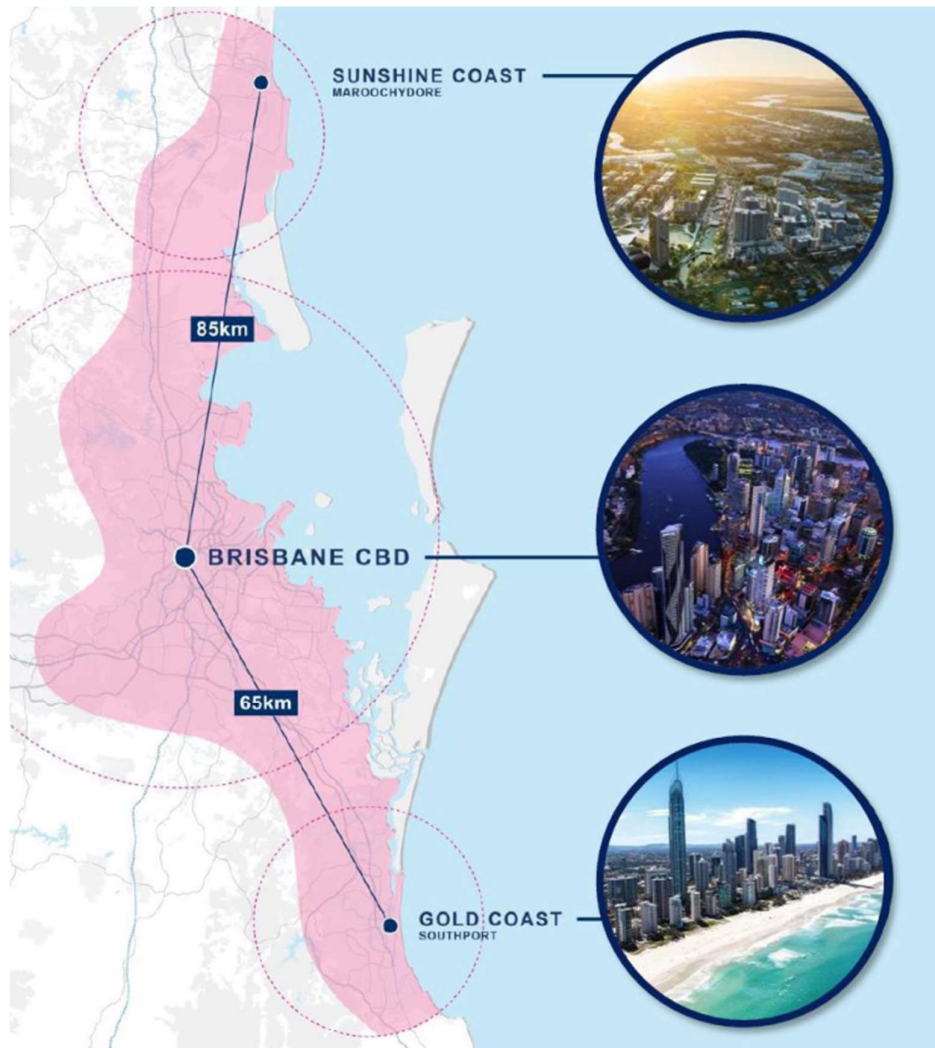 SUNSHINE COAST
MAROOCHYDORE
85km
BRISBANE CBD
65km
GOLD COAST
SOUTHPORT